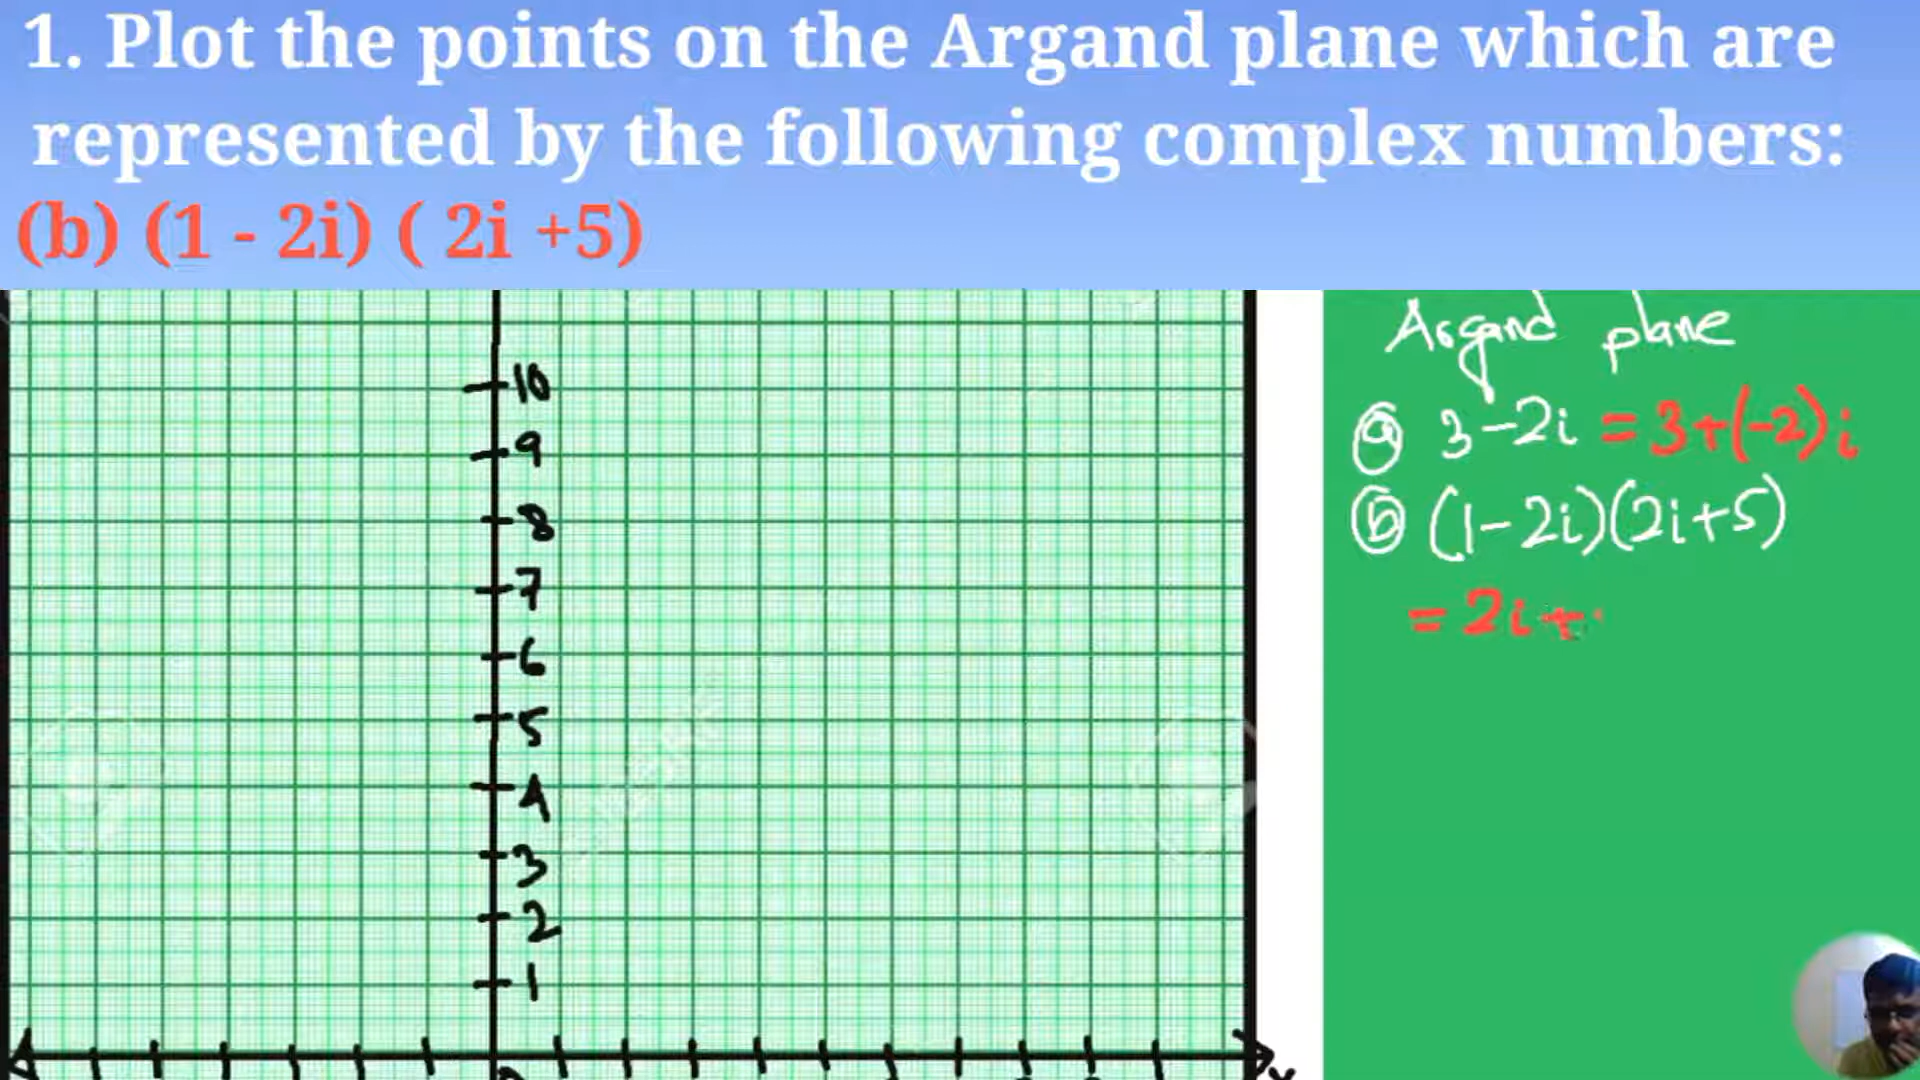 1. Plot the points on the Argand plane which are
represented by the following complex numbers:
(b) (1 - 2i) ( 2i +5)
Argand plane
(a) 3-2i = 3+(-2)i
(b) (1-2i)(2i+5)
= 2i+
10
9
8
7
6
5
4
3
2
1
x